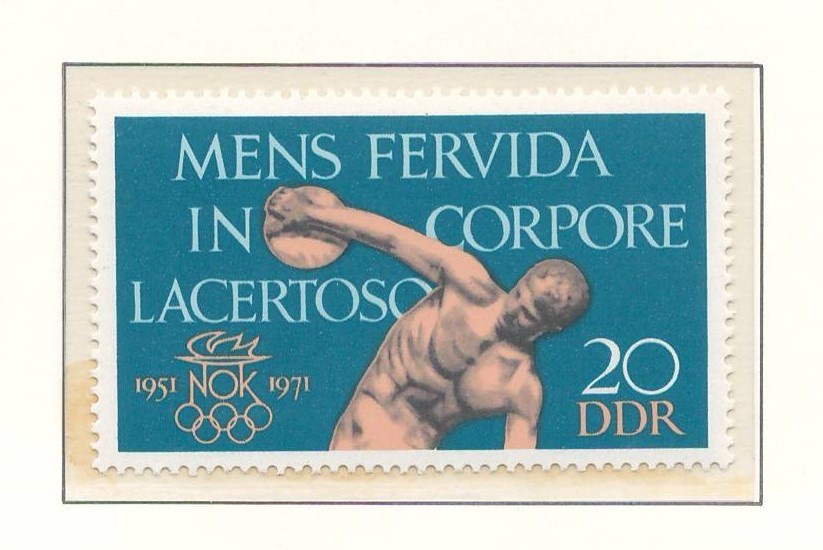 MENS FERVIDA
IN CORPORE
LACERTOSO
1951 NOK 1971
20
DDR